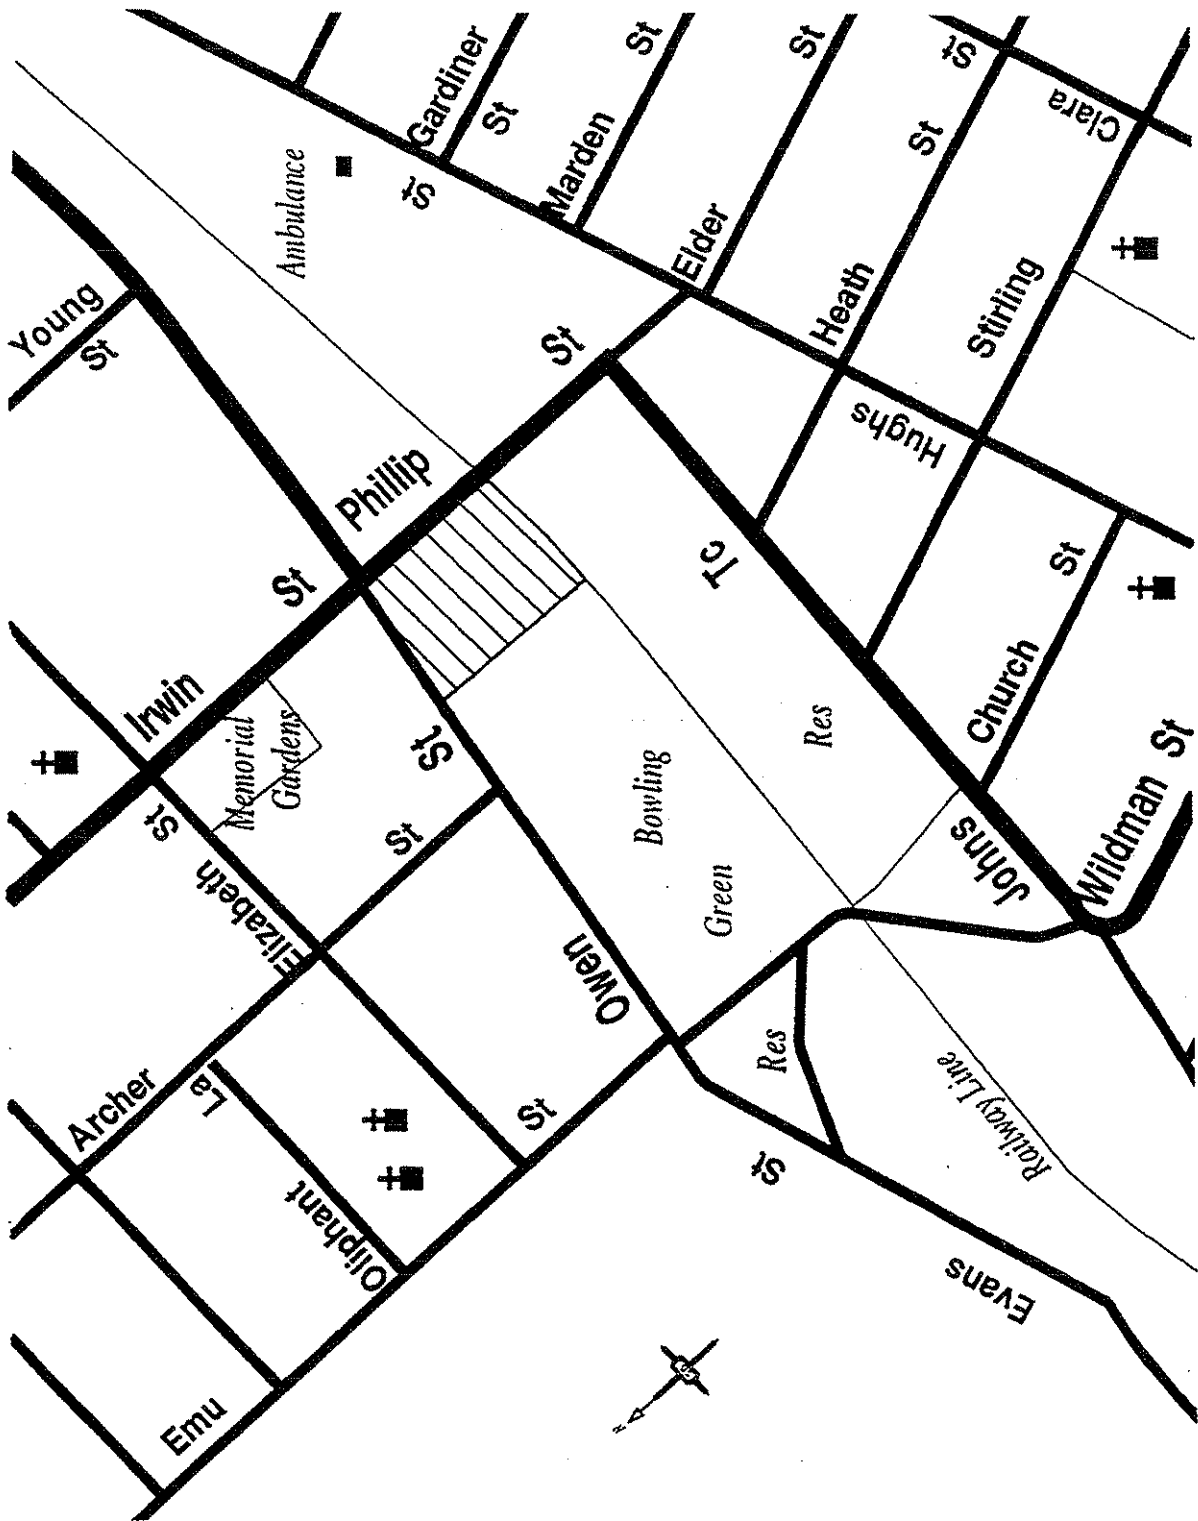 Gardiner
St
St
Marden
St
Elder
St
Heath
St
Clara
St
Stirling
Hughs
St
Young
St
Ambulance
Phillip
St
Irwin
St
Memorial
Gardens
Elizabeth
St
Archer
St
Oliphant
La
Emu
St
Owen
St
Bowling
Green
Res
Johns
Tc
Church
St
Wildman St
Res
Evans
St
Railway Line
N